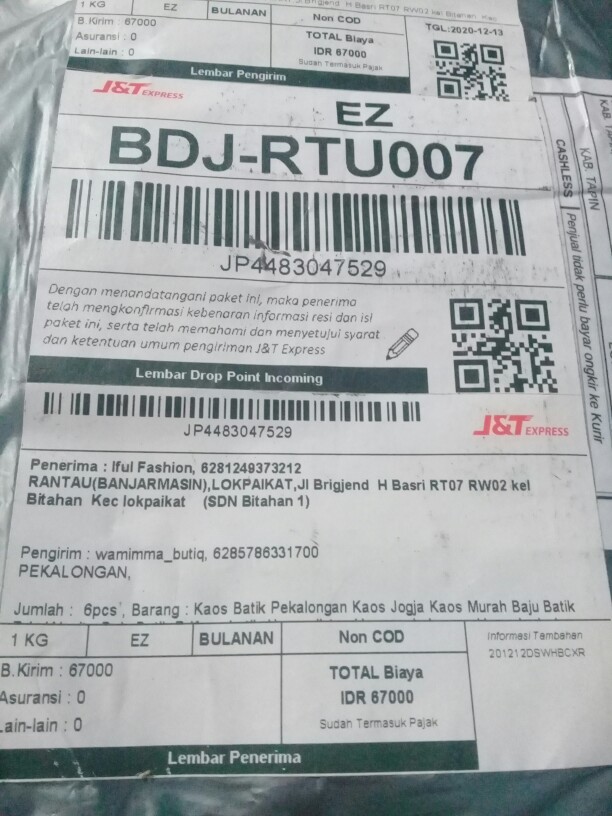 Brigjend H Basri RT07 RW02 kel Bitahan Kec
1 KG EZ BULANAN Non COD TGL:2020-12-13
B Kirim : 67000
Asuransi : 0
Lain-lain : 0
TOTAL Biaya
IDR 67000
Sudah Termasuk Pajak
Lembar Pengirim
J&T EXPRESS
EZ
BDJ-RTU007
JP4483047529
Dengan menandatangani paket ini, maka penerima
telah mengkonfirmasi kebenaran informasi resi dan isi
paket ini, serta telah memahami dan menyetujui syarat
dan ketentuan umum pengiriman J&T Express
Lembar Drop Point Incoming
JP4483047529
J&T EXPRESS
Penerima : Iful Fashion, 6281249373212
RANTAU(BANJARMASIN),LOKPAIKAT,Jl Brigjend H Basri RT07 RW02 kel
Bitahan Kec lokpaikat (SDN Bitahan 1)
Pengirim : wamimma_butiq, 6285786331700
PEKALONGAN,
Jumlah : 6pcs , Barang : Kaos Batik Pekalongan Kaos Jogja Kaos Murah Baju Batik
1 KG EZ BULANAN Non COD
Informasi Tambahan
201212DSWHBCXR
B.Kirim : 67000
Asuransi : 0
Lain-lain : 0
TOTAL Biaya
IDR 67000
Sudah Termasuk Pajak
Lembar Penerima
KAB. TAPIN
CASHLESS
Penjual tidak perlu bayar ongkir ke Kurir